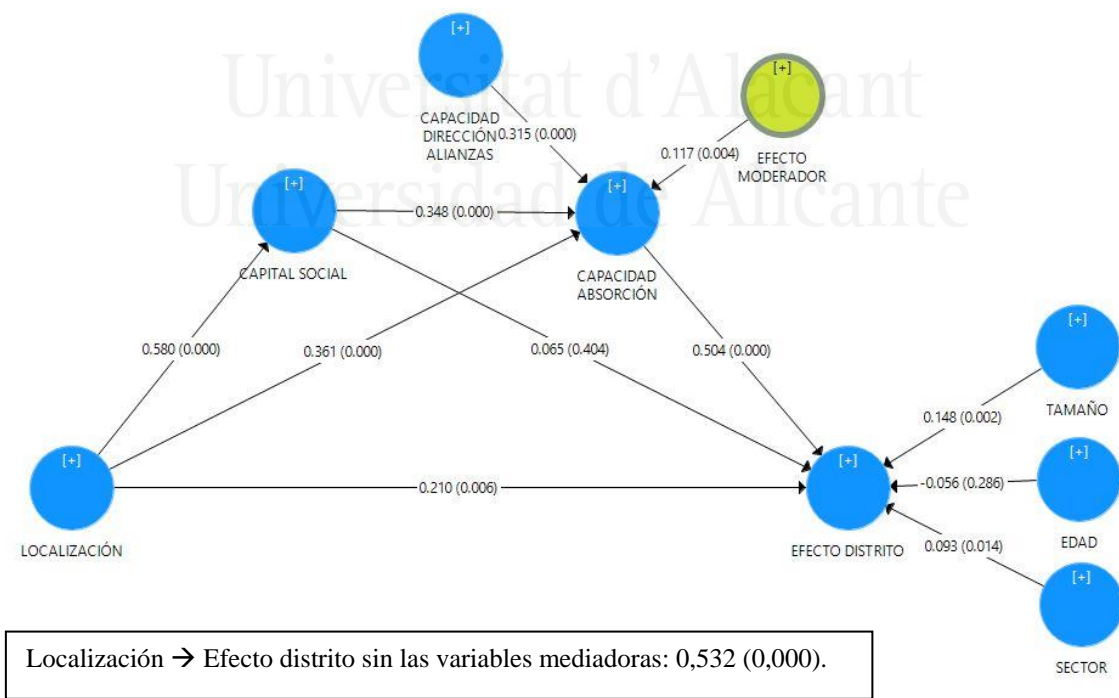 Universitat d'Alacant
Universidad de Alicante
[+]
CAPACIDAD
DIRECCIÓN
ALIANZAS
0.315 (0.000)
[+]
EFECTO
MODERADOR
0.117 (0.004)
[+]
CAPITAL SOCIAL
0.348 (0.000)
[+]
CAPACIDAD
ABSORCIÓN
0.580 (0.000)
0.361 (0.000)
0.065 (0.404)
0.504 (0.000)
[+]
TAMAÑO
0.148 (0.002)
[+]
LOCALIZACIÓN
0.210 (0.006)
[+]
EFECTO DISTRITO
-0.056 (0.286)
[+]
EDAD
0.093 (0.014)
[+]
SECTOR
Localización → Efecto distrito sin las variables mediadoras: 0,532 (0,000).